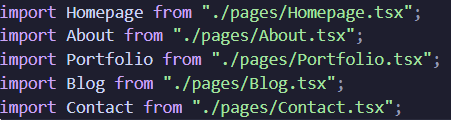 import Homepage from "./pages/Homepage.tsx";
import About from "./pages/About.tsx";
import Portfolio from "./pages/Portfolio.tsx";
import Blog from "./pages/Blog.tsx";
import Contact from "./pages/Contact.tsx";